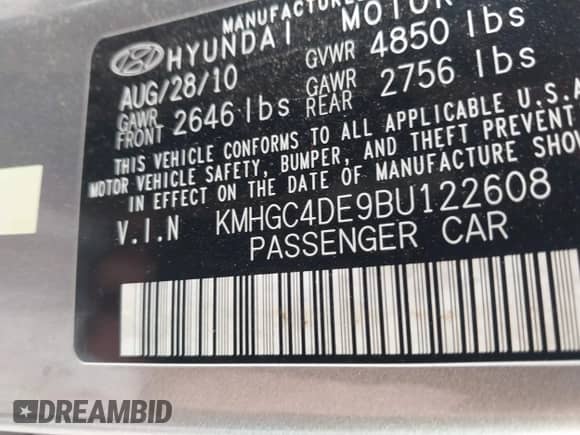 MANUFACTURED
HYUNDAI MOTOR
AUG/28/10 GVWR 4850 lbs
GAWR FRONT 2646 lbs GAWR REAR 2756 lbs
THIS VEHICLE CONFORMS TO ALL APPLICABLE U.S.A
MOTOR VEHICLE SAFETY, BUMPER, AND THEFT PREVENT
IN EFFECT ON THE DATE OF MANUFACTURE SHOW
V.I.N KMHGC4DE9BU122608
PASSENGER CAR
DREAMBID